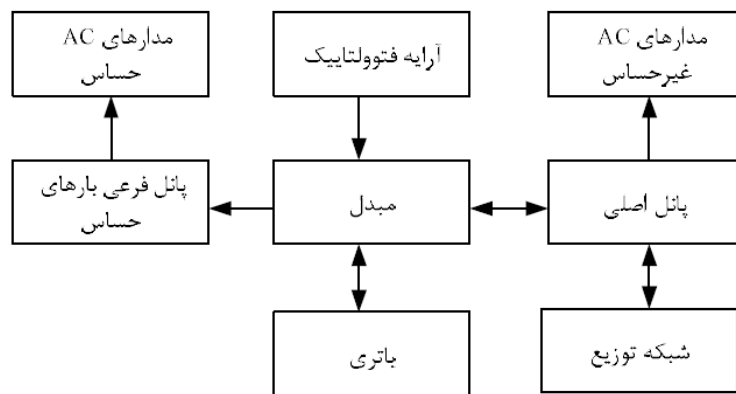 مدارهای AC
حساس
آرایه فتوولتاییک
مدارهای AC
غیرحساس
پانل فرعی بارهای
حساس
مبدل
پانل اصلی
باتری
شبکه توزیع